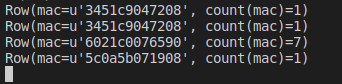 Row(mac=u'3451c9047208', count(mac)=1)
Row(mac=u'3451c9047208', count(mac)=1)
Row(mac=u'6021c0076590', count(mac)=7)
Row(mac=u'5c0a5b071908', count(mac)=1)